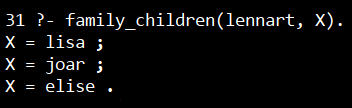 31 ?- family_children(lennart, X).
X = lisa ;
X = joar ;
X = elise .